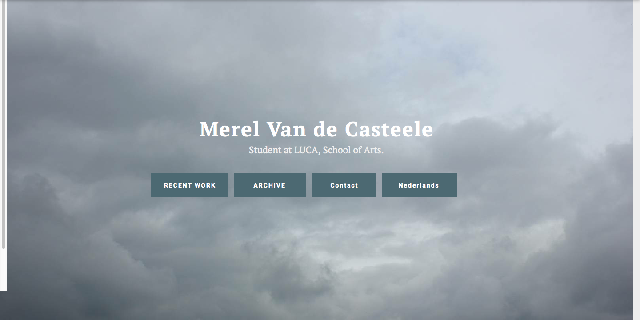 Merel Van de Casteele
Student at LUCA, School of Arts.
RECENT WORK ARCHIVE Contact Nederlands